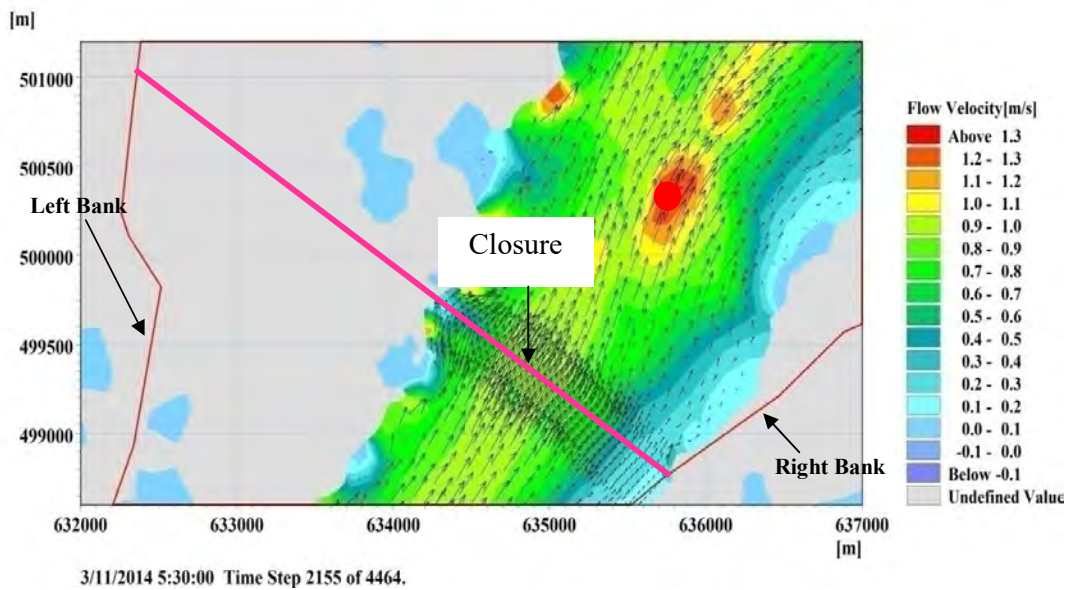 [m]
501000
500500
500000
499500
499000
Left Bank
Closure
Right Bank
632000 633000 634000 635000 636000 637000
[m]
3/11/2014 5:30:00 Time Step 2155 of 4464.
Flow Velocity[m/s]
Above 1.3
1.2 - 1.3
1.1 - 1.2
1.0 - 1.1
0.9 - 1.0
0.8 - 0.9
0.7 - 0.8
0.6 - 0.7
0.5 - 0.6
0.4 - 0.5
0.3 - 0.4
0.2 - 0.3
0.1 - 0.2
0.0 - 0.1
-0.1 - 0.0
Below -0.1
Undefined Value